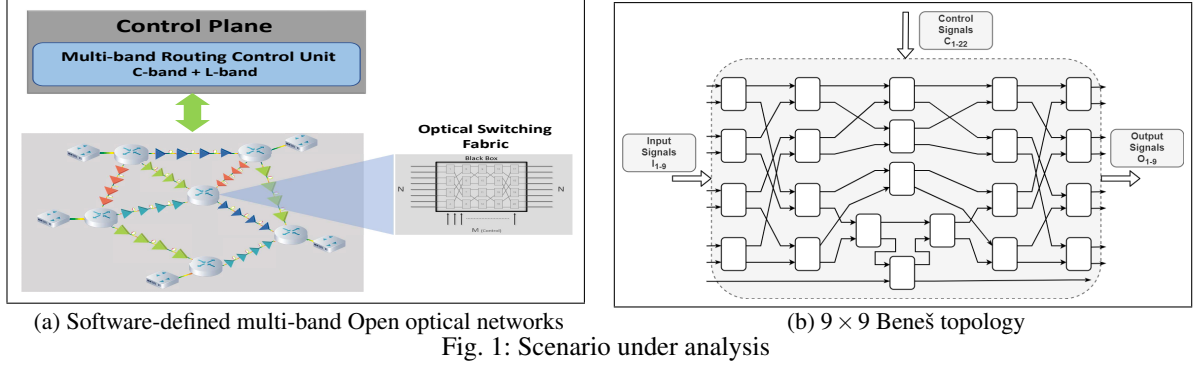 Control Plane
Multi-band Routing Control Unit
C-band + L-band
Optical Switching
Fabric
Black Box
N
N
M (Control)
(a) Software-defined multi-band Open optical networks
Control
Signals
C1-22
Input
Signals
I1-9
Output
Signals
O1-9
(b) 9 × 9 Beneš topology
Fig. 1: Scenario under analysis